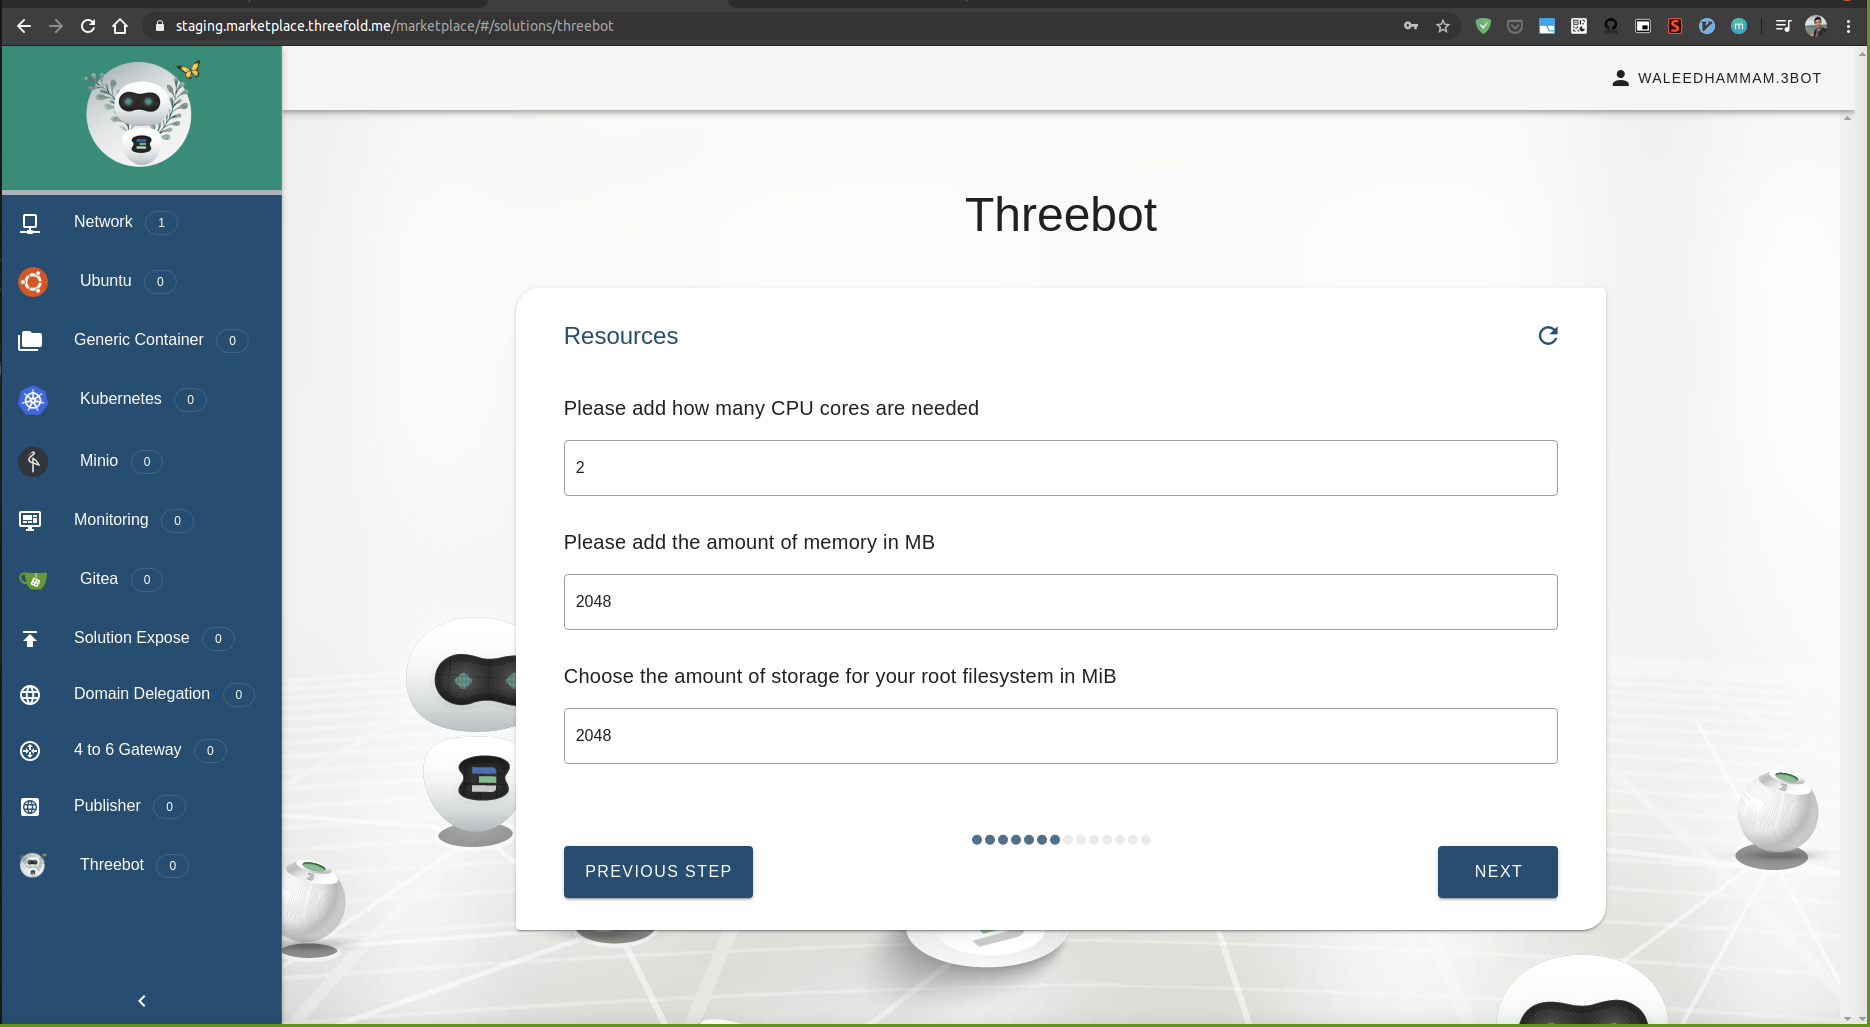 staging.marketplace.threefold.me/marketplace/#/solutions/threebot
WALEEDHAMMAM.3BOT
Network 1
Ubuntu 0
Generic Container 0
Kubernetes 0
Minio 0
Monitoring 0
Gitea 0
Solution Expose 0
Domain Delegation 0
4 to 6 Gateway 0
Publisher 0
Threebot 0
Threebot
Resources
Please add how many CPU cores are needed
2
Please add the amount of memory in MB
2048
Choose the amount of storage for your root filesystem in MiB
2048
PREVIOUS STEP
NEXT